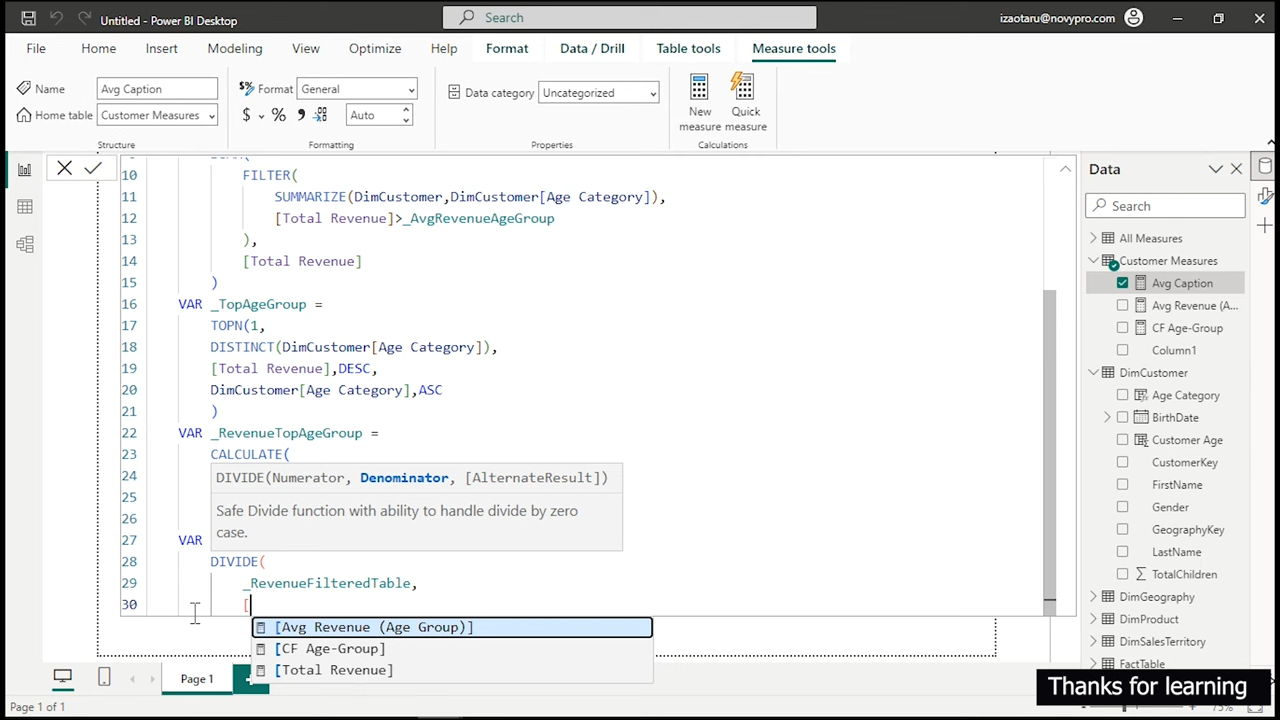 Untitled - Power BI Desktop
Search
izaotaru@novypro.com
File Home Insert Modeling View Optimize Help Format Data / Drill Table tools Measure tools
Name Avg Caption
Home table Customer Measures
Structure
Format General
$ % Auto
Formatting
Data category Uncategorized
Properties
New measure
Quick measure
Calculations
10 FILTER(
11 SUMMARIZE(DimCustomer,DimCustomer[Age Category]),
12 [Total Revenue]>_AvgRevenueAgeGroup
13 ),
14 [Total Revenue]
15 )
16 VAR _TopAgeGroup =
17 TOPN(1,
18 DISTINCT(DimCustomer[Age Category]),
19 [Total Revenue],DESC,
20 DimCustomer[Age Category],ASC
21 )
22 VAR _RevenueTopAgeGroup =
23 CALCULATE(
24
25
26
27 VAR
28 DIVIDE(
29 _RevenueFilteredTable,
30 [
DIVIDE(Numerator, Denominator, [AlternateResult])
Safe Divide function with ability to handle divide by zero
case.
[Avg Revenue (Age Group)]
[CF Age-Group]
[Total Revenue]
Data
Search
All Measures
Customer Measures
Avg Caption
Avg Revenue (A...
CF Age-Group
Column1
DimCustomer
Age Category
BirthDate
Customer Age
CustomerKey
FirstName
Gender
GeographyKey
LastName
TotalChildren
DimGeography
DimProduct
DimSalesTerritory
FactTable
Page 1
Page 1 of 1
Thanks for learning